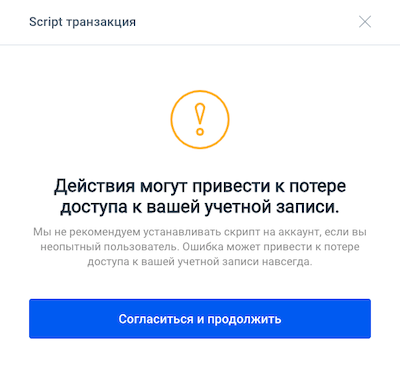 Script транзакция
Действия могут привести к потере
доступа к вашей учетной записи.
Мы не рекомендуем устанавливать скрипт на аккаунт, если вы
неопытный пользователь. Ошибка может привести к потере
доступа к вашей учетной записи навсегда.
Согласиться и продолжить